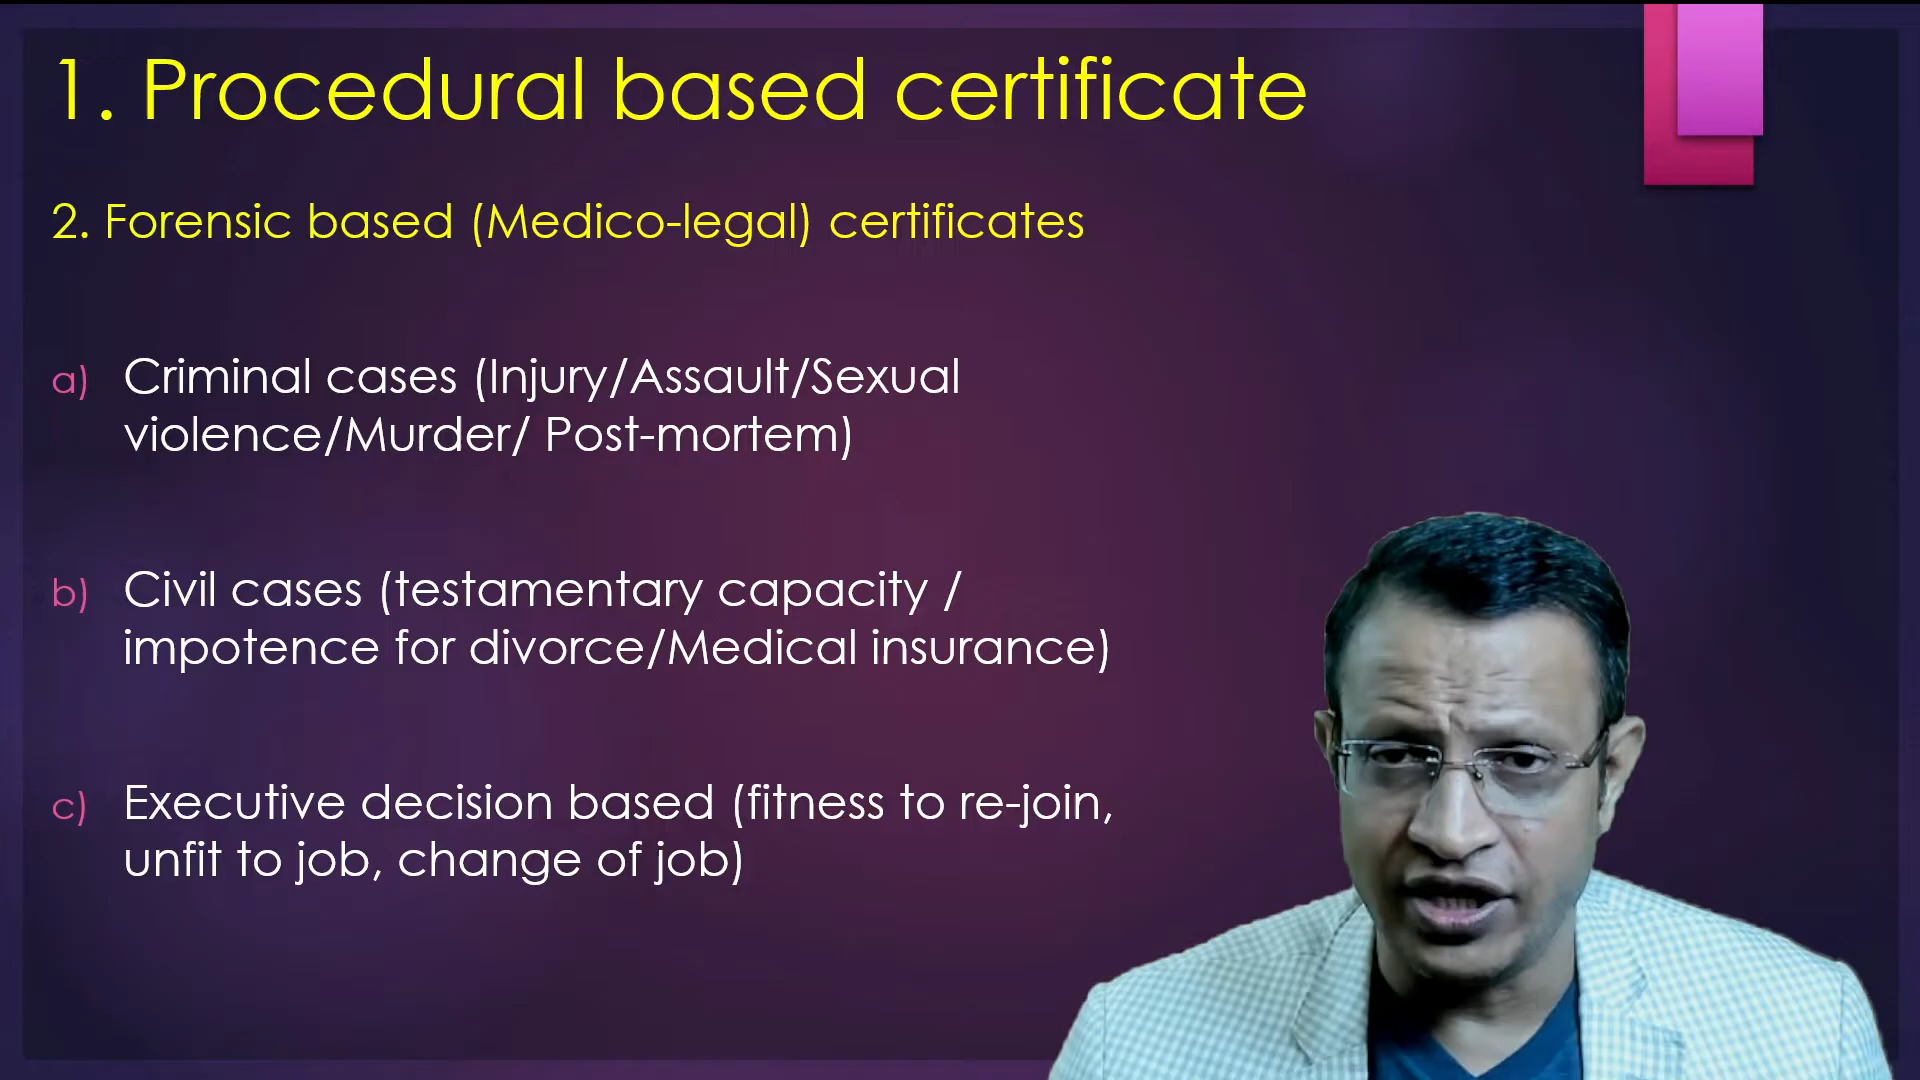 1. Procedural based certificate
2. Forensic based (Medico-legal) certificates
a) Criminal cases (Injury/Assault/Sexual
violence/Murder/ Post-mortem)
b) Civil cases (testamentary capacity /
impotence for divorce/Medical insurance)
c) Executive decision based (fitness to re-join,
unfit to job, change of job)